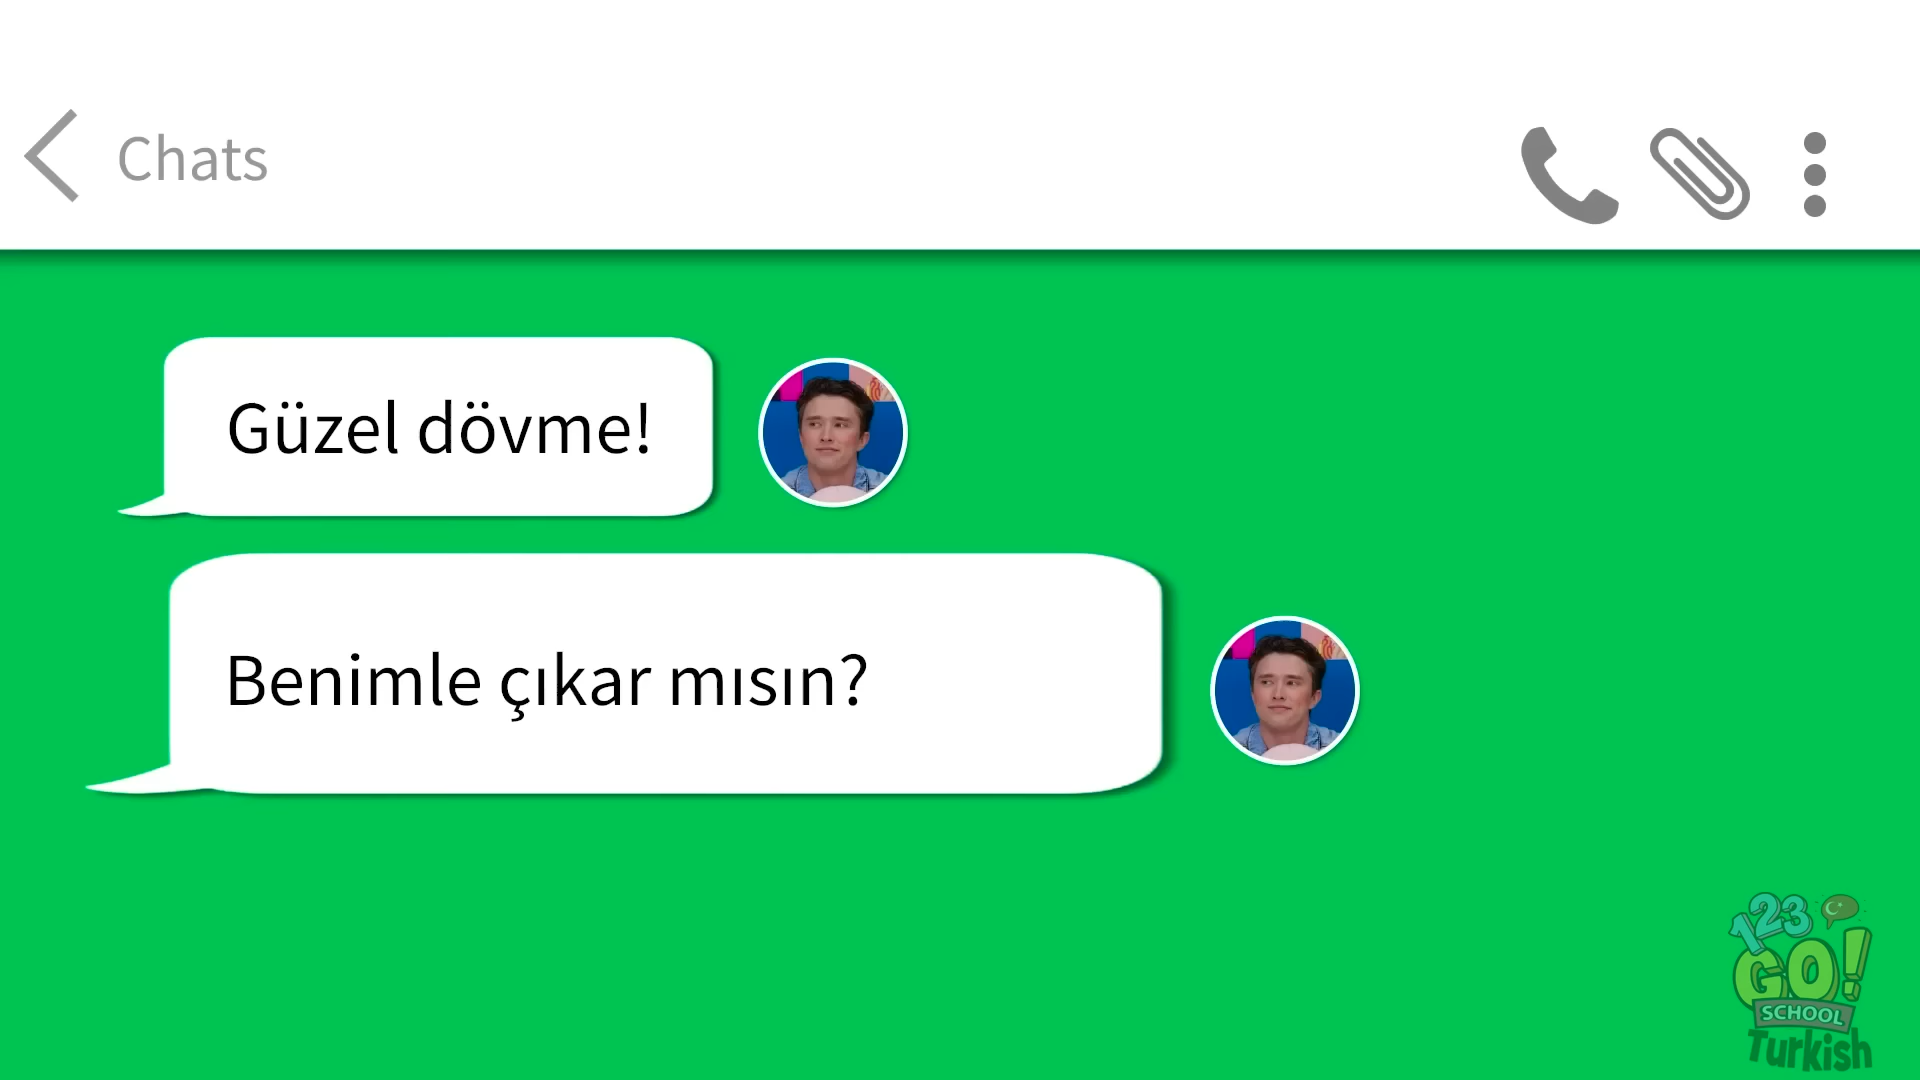 Chats
Güzel dövme!
Benimle çıkar mısın?
123
GO!
SCHOOL
Turkish